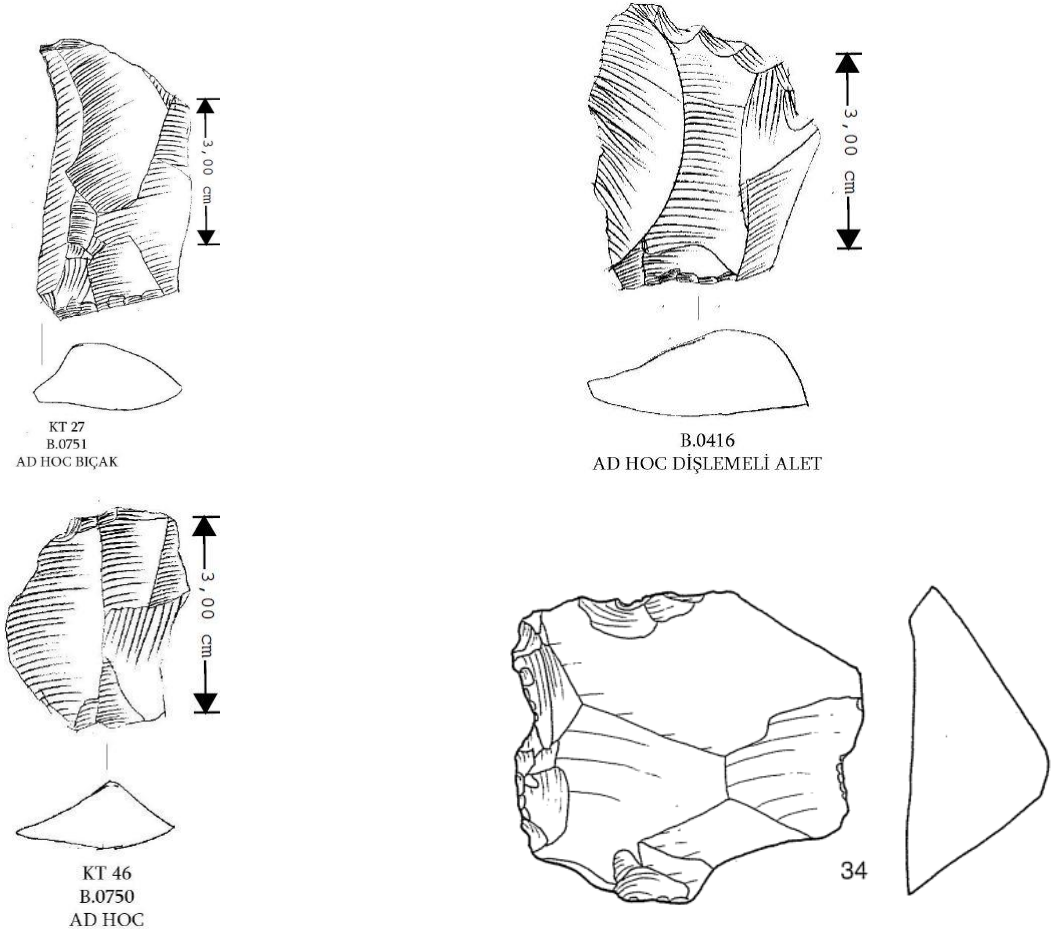 3,00 cm
KT 27
B.0751
AD HOC BIÇAK
3,00 cm
B.0416
AD HOC DİŞLEMELİ ALET
3,00 cm
KT 46
B.0750
AD HOC
34